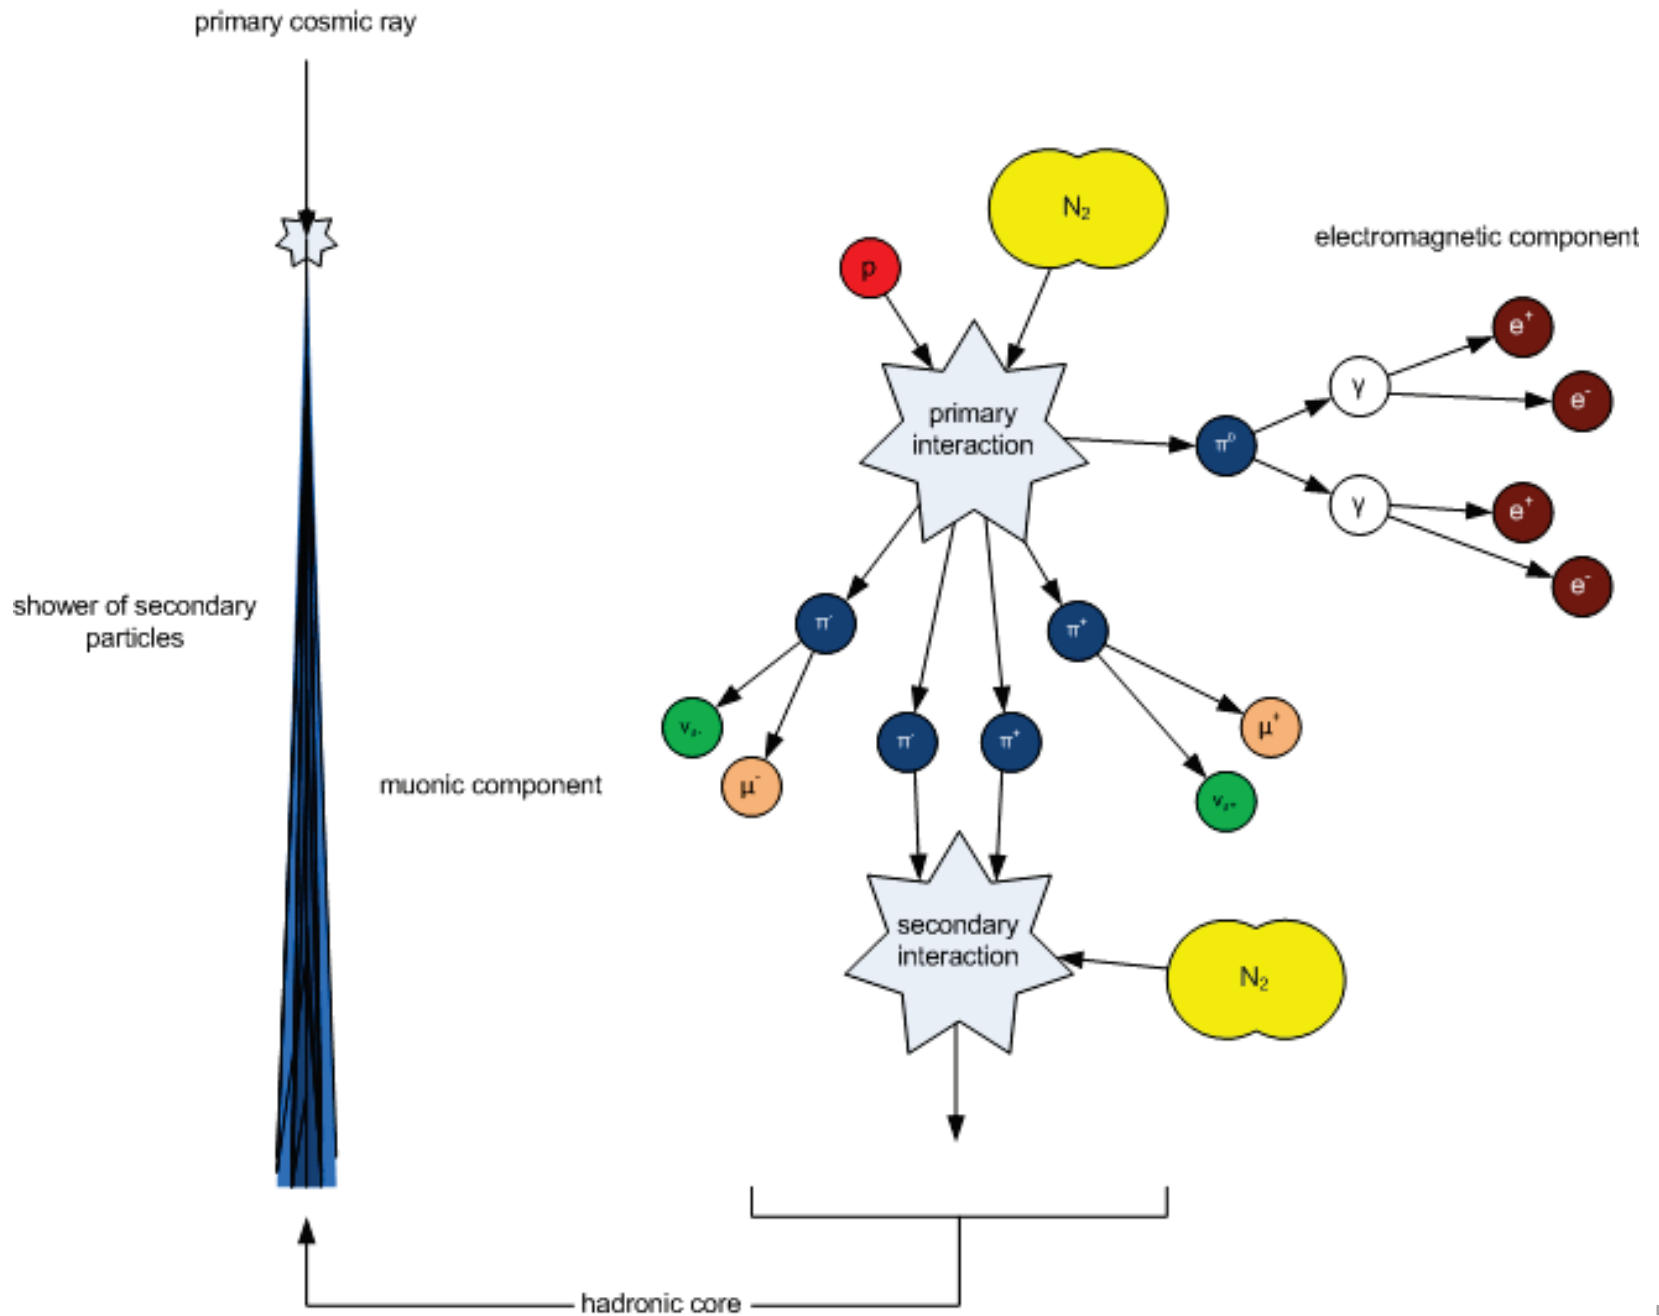 primary cosmic ray
N₂
electromagnetic component
p
e⁺
primary
interaction
γ
e⁻
π⁰
γ
e⁺
e⁻
shower of secondary
particles
π⁻
π⁺
μ⁺
π⁻
π⁺
muonic component
μ⁻
secondary
interaction
N₂
hadronic core